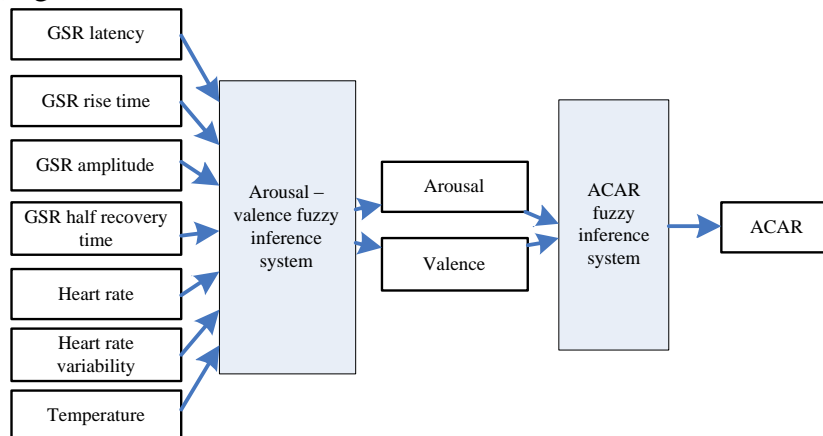 GSR latency
GSR rise time
GSR amplitude
GSR half recovery
time
Heart rate
Heart rate
variability
Temperature
Arousal –
valence fuzzy
inference
system
Arousal
Valence
ACAR
fuzzy
inference
system
ACAR